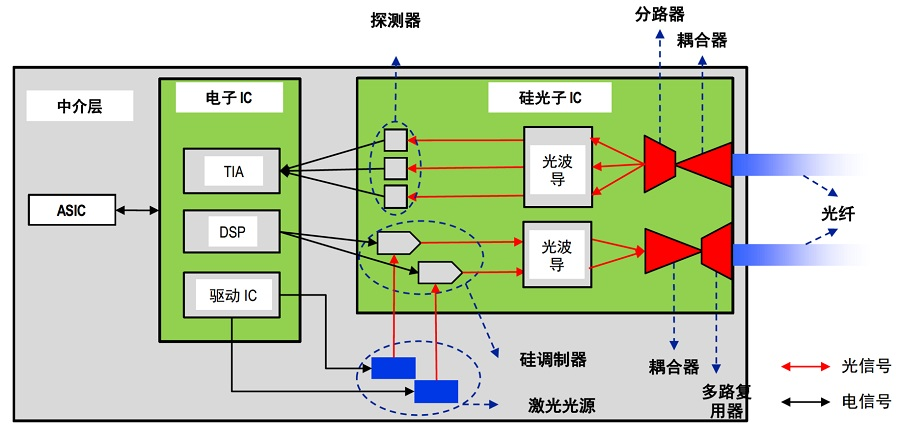 探测器
分路器
耦合器
中介层
电子 IC
硅光子 IC
TIA
光波
导
ASIC
DSP
光纤
光波
导
驱动 IC
硅调制器
耦合器
光信号
多路复
用器
激光光源
电信号